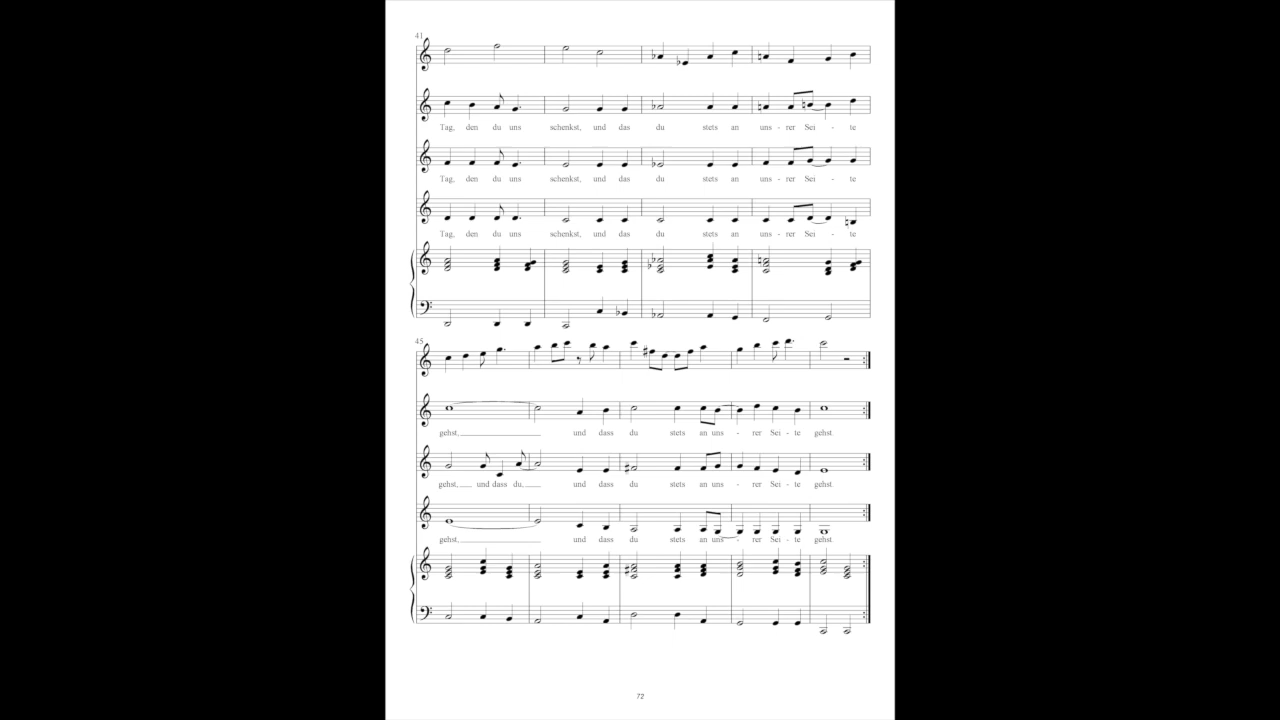 41
Tag, den du uns schenkst, und das du stets an uns - rer Sei - te
Tag, den du uns schenkst, und das du stets an uns - rer Sei - te
Tag, den du uns schenkst, und das du stets an uns - rer Sei - te
45
gehst, und dass du stets an uns - rer Sei - te gehst
gehst, und dass du, und dass du stets an uns - rer Sei - te gehst
gehst, und dass du stets an uns - rer Sei - te gehst
72